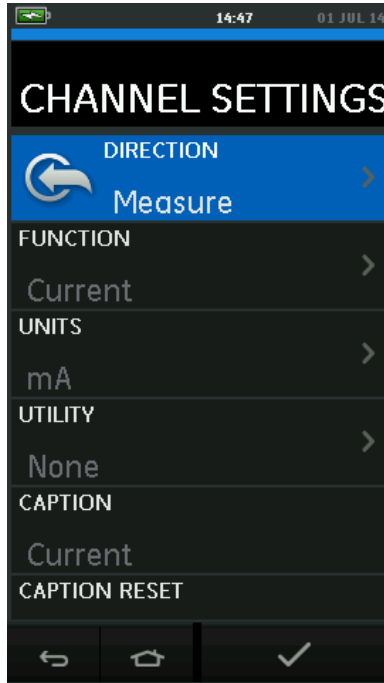 14:47 01 JUL 14
CHANNEL SETTINGS
DIRECTION
Measure
FUNCTION
Current
UNITS
mA
UTILITY
None
CAPTION
Current
CAPTION RESET